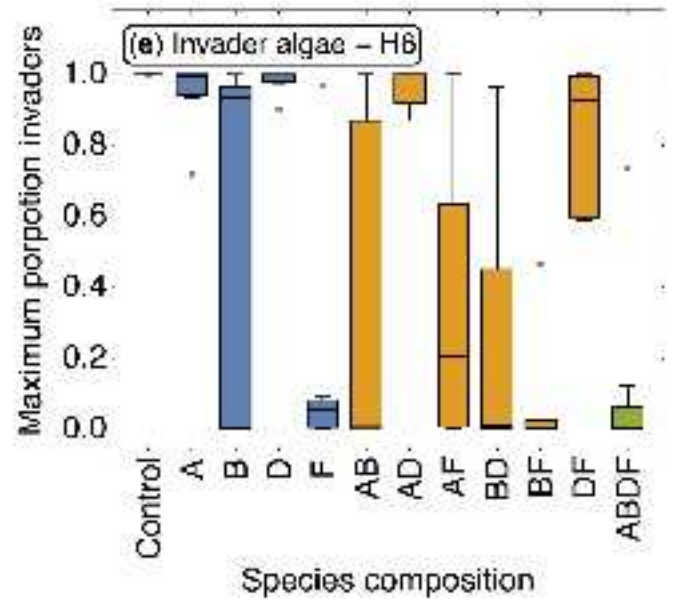 (e) Invader algae – H6
Maximum porpotion invaders
1.0
0.8
0.6
0.4
0.2
0.0
Control
A
B
D
F
AB
AD
AF
BD
BF
DF
ABDF
Species composition